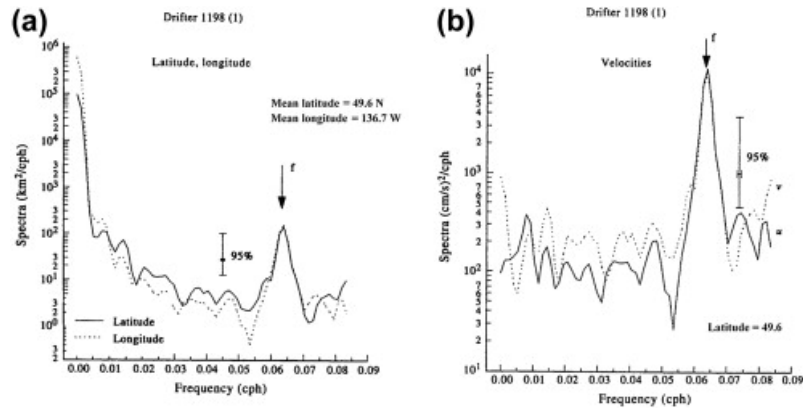 (a)
Drifter 1198 (1)
Latitude, longitude
Mean latitude = 49.6 N
Mean longitude = 136.7 W
f
95%
Spectra (km²/cph)
10⁶
10⁵
10⁴
10³
10²
10¹
10⁰
Latitude
Longitude
0.00 0.01 0.02 0.03 0.04 0.05 0.06 0.07 0.08 0.09
Frequency (cph)
(b)
Drifter 1198 (1)
f
Velocities
95%
v
u
Spectra (cm/s)²/cph
10⁴
10³
10²
10¹
Latitude = 49.6
0.00 0.01 0.02 0.03 0.04 0.05 0.06 0.07 0.08 0.09
Frequency (cph)